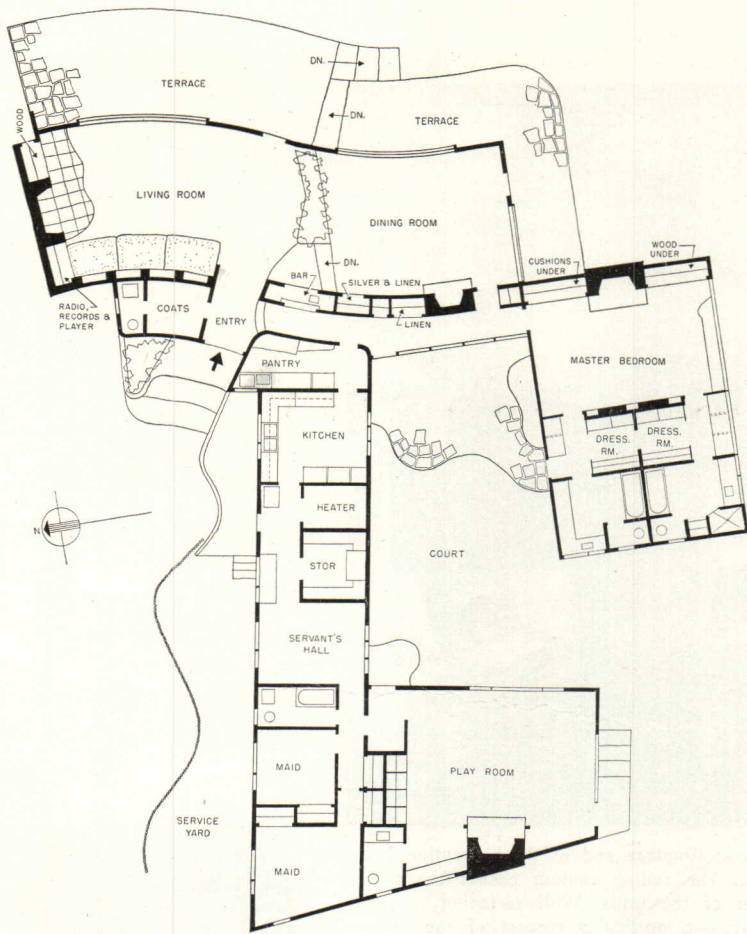 DN.
TERRACE
DN.
TERRACE
WOOD
LIVING ROOM
DINING ROOM
WOOD
UNDER
CUSHIONS
UNDER
DN.
BAR
SILVER & LINEN
LINEN
RADIO,
RECORDS &
PLAYER
COATS
ENTRY
PANTRY
MASTER BEDROOM
KITCHEN
DRESS.
RM.
DRESS.
RM.
HEATER
N
STOR
COURT
SERVANT'S
HALL
MAID
PLAY ROOM
SERVICE
YARD
MAID